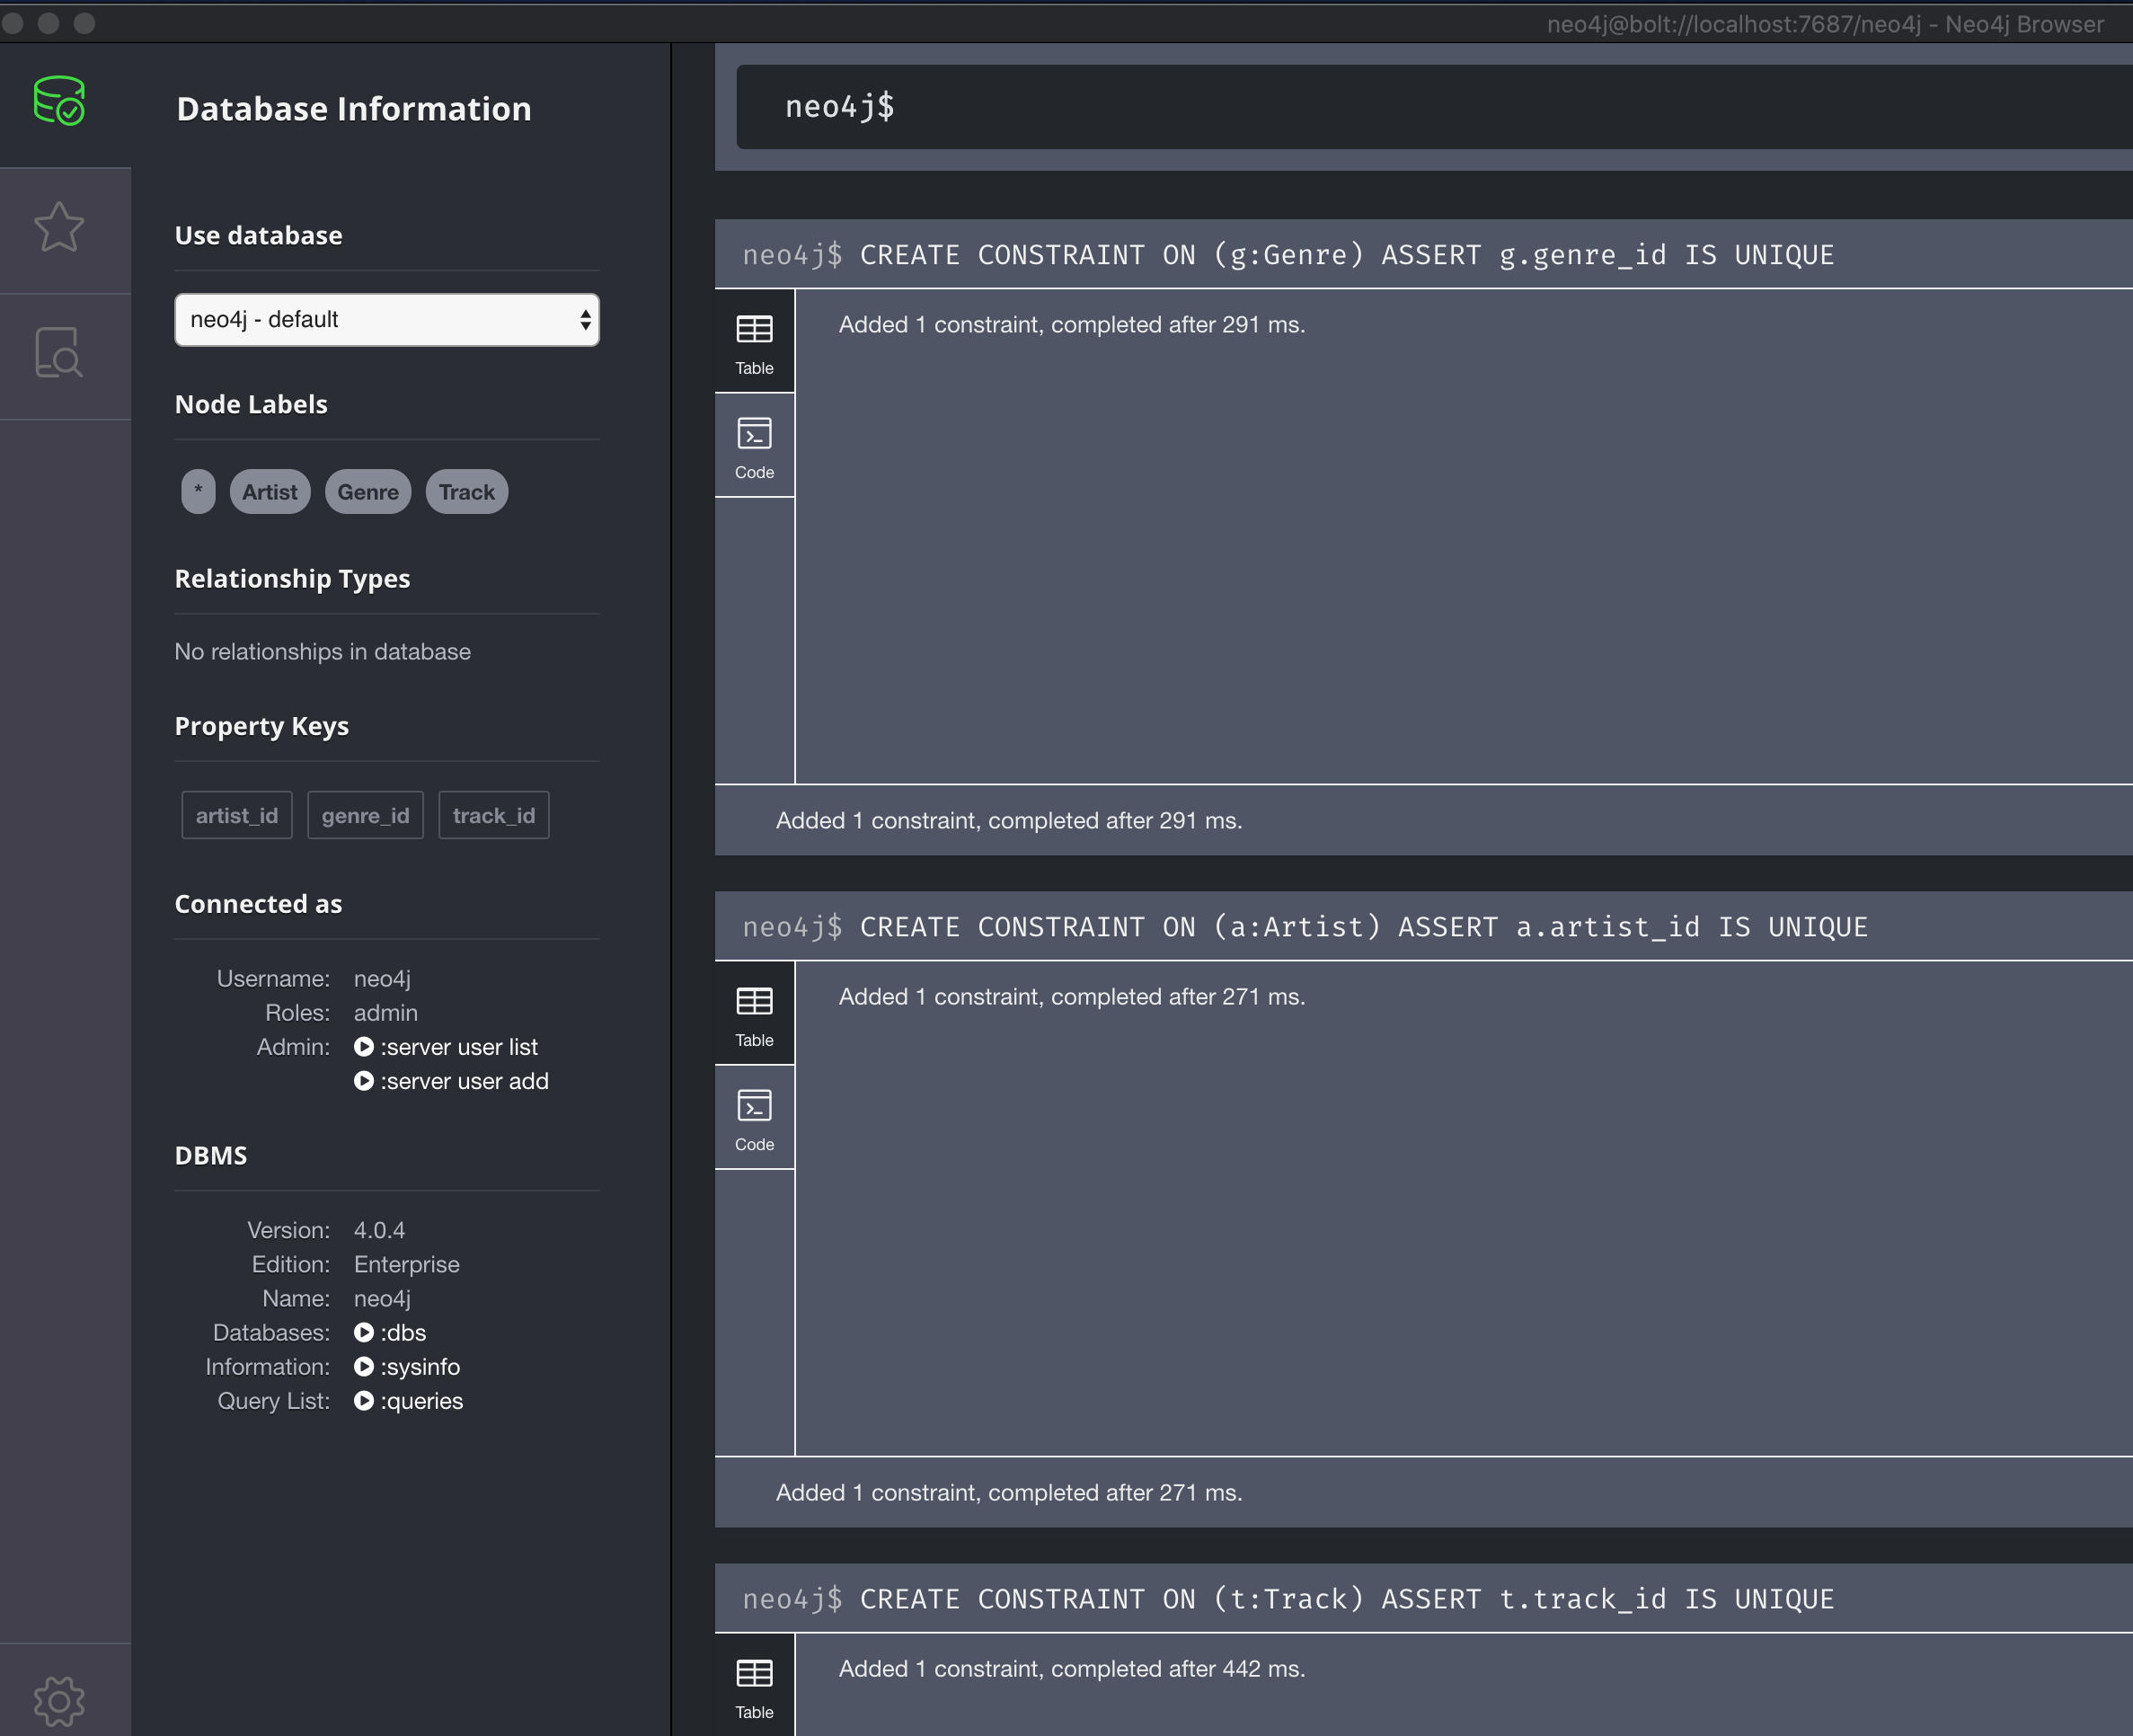 neo4j@bolt://localhost:7687/neo4j - Neo4j Browser
Database Information
Use database
neo4j - default
Node Labels
* Artist Genre Track
Relationship Types
No relationships in database
Property Keys
artist_id genre_id track_id
Connected as
Username: neo4j
Roles: admin
Admin: :server user list
:server user add
DBMS
Version: 4.0.4
Edition: Enterprise
Name: neo4j
Databases: :dbs
Information: :sysinfo
Query List: :queries
neo4j$
neo4j$ CREATE CONSTRAINT ON (g:Genre) ASSERT g.genre_id IS UNIQUE
Table
Code
Added 1 constraint, completed after 291 ms.
Added 1 constraint, completed after 291 ms.
neo4j$ CREATE CONSTRAINT ON (a:Artist) ASSERT a.artist_id IS UNIQUE
Table
Code
Added 1 constraint, completed after 271 ms.
Added 1 constraint, completed after 271 ms.
neo4j$ CREATE CONSTRAINT ON (t:Track) ASSERT t.track_id IS UNIQUE
Table
Added 1 constraint, completed after 442 ms.